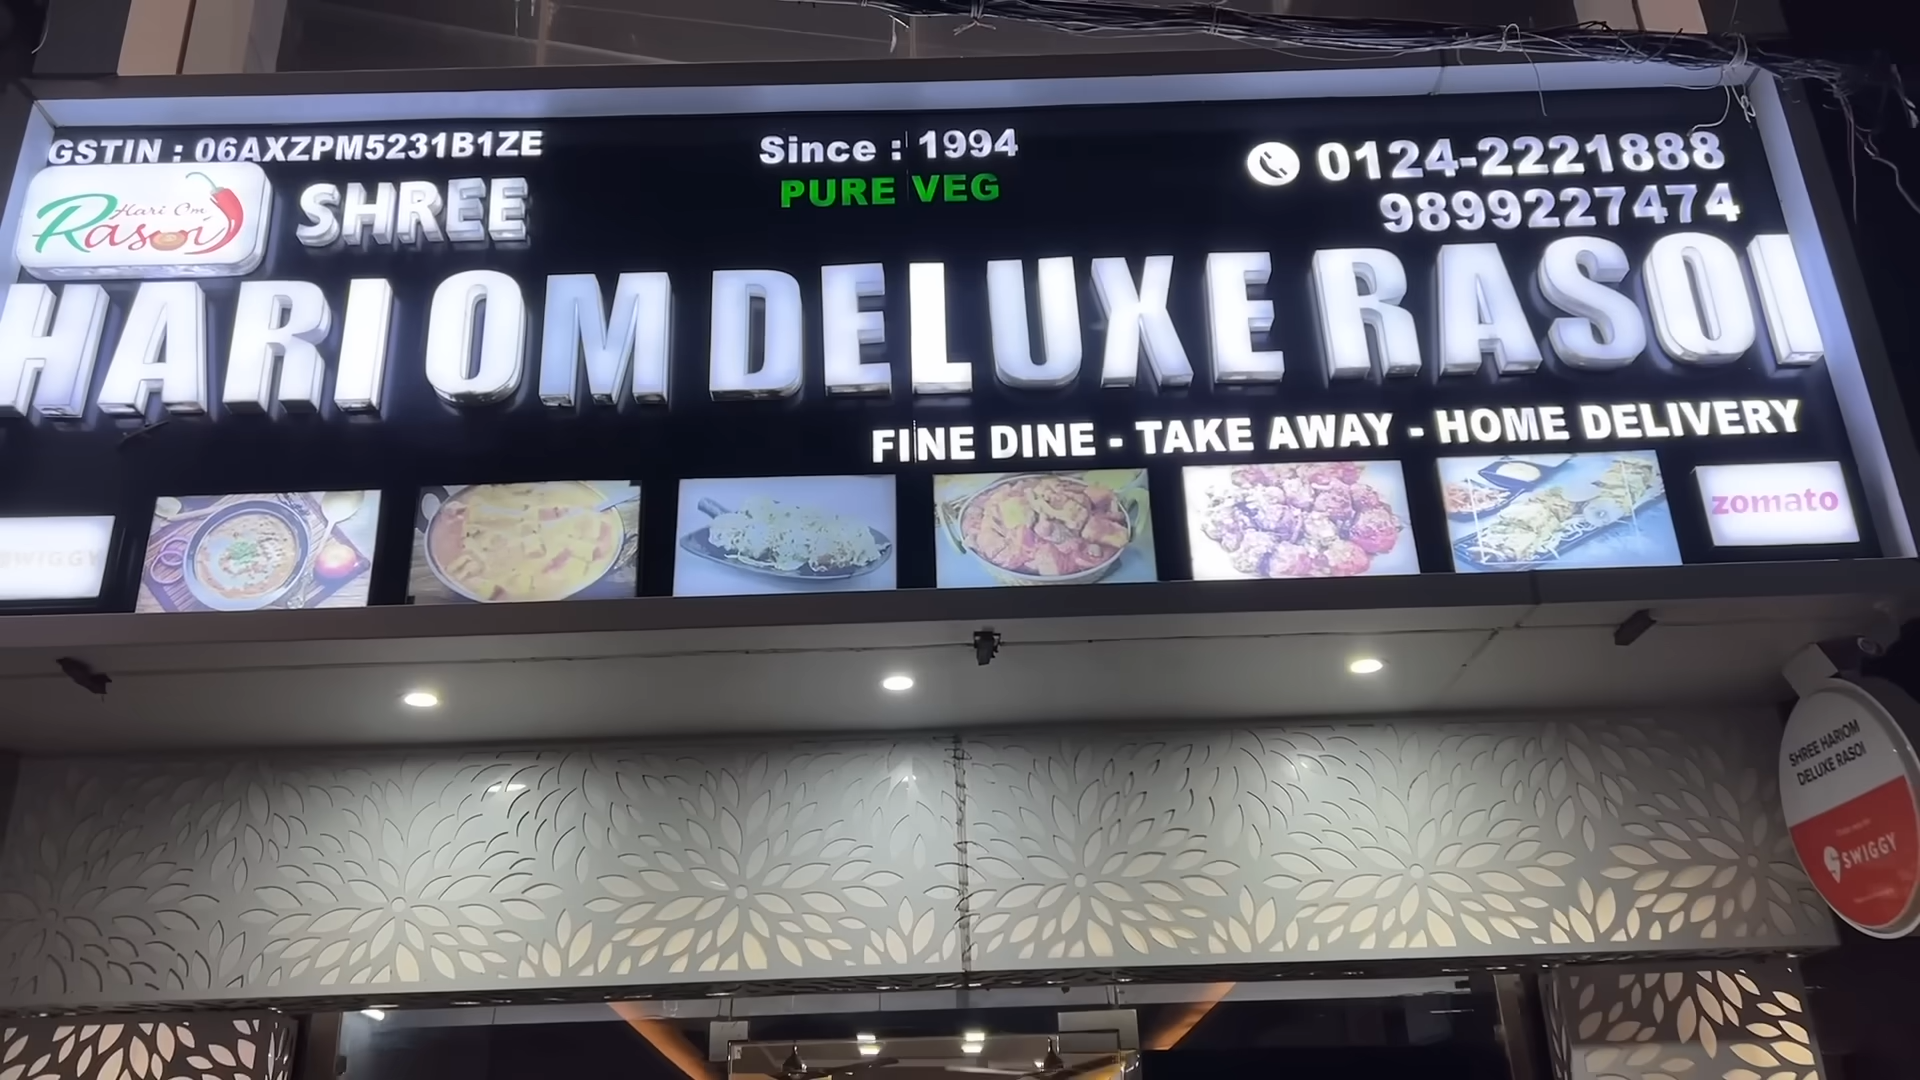 GSTIN : 06AXZPM5231B1ZE
Since : 1994
PURE VEG
0124-2221888
9899227474
Hari Om
Rasoi
SHREE
HARI OM DELUXE RASOI
FINE DINE - TAKE AWAY - HOME DELIVERY
SWIGGY
zomato
SHREE HARIOM
DELUXE RASOI
SWIGGY